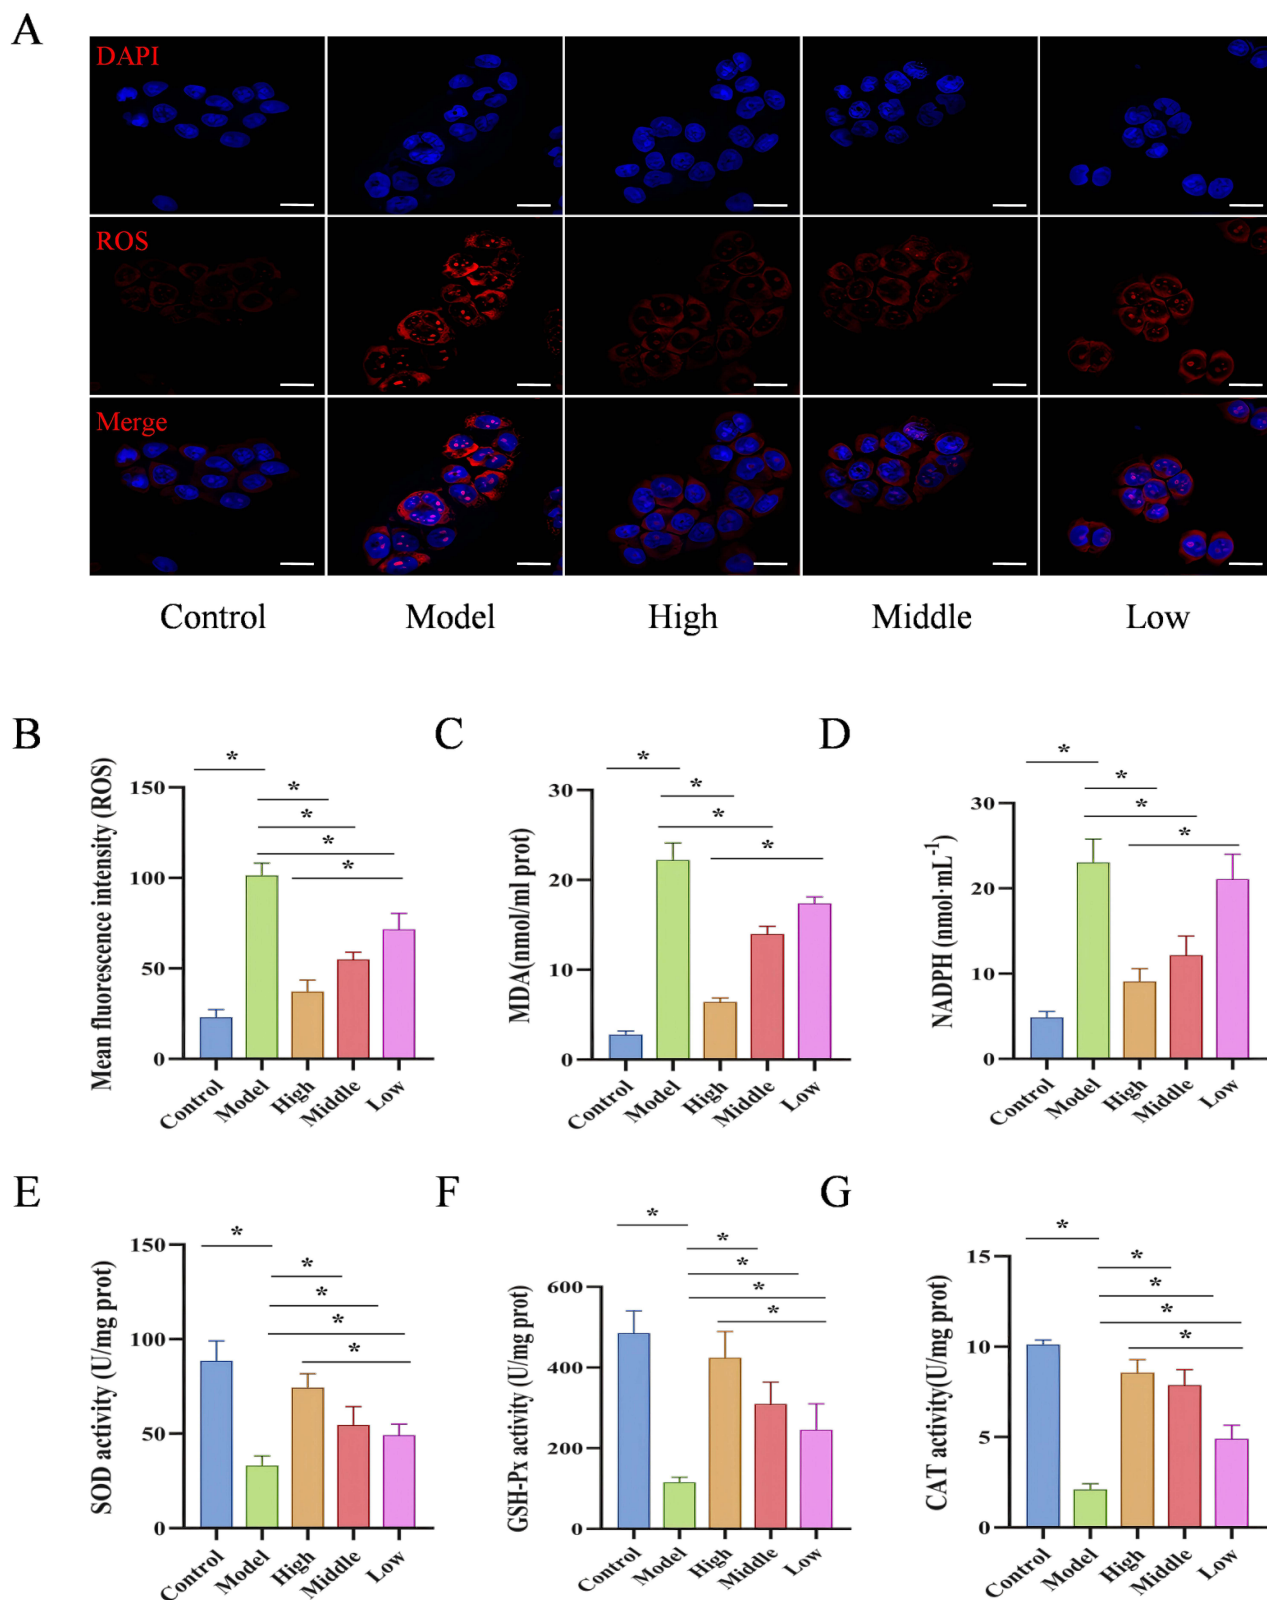 A
DAPI
ROS
Merge
Control Model High Middle Low
B
Mean fluorescence intensity (ROS)
150
100
50
0
* * * * *
Control Model High Middle Low
C
MDA(nmol/ml prot)
30
20
10
0
* * * *
Control Model High Middle Low
D
NADPH (nmol·mL⁻¹)
30
20
10
0
* * * *
Control Model High Middle Low
E
SOD activity (U/mg prot)
150
100
50
0
* * * * *
Control Model High Middle Low
F
GSH-Px activity (U/mg prot)
600
400
200
0
* * * * *
Control Model High Middle Low
G
CAT activity(U/mg prot)
15
10
5
0
* * * * *
Control Model High Middle Low